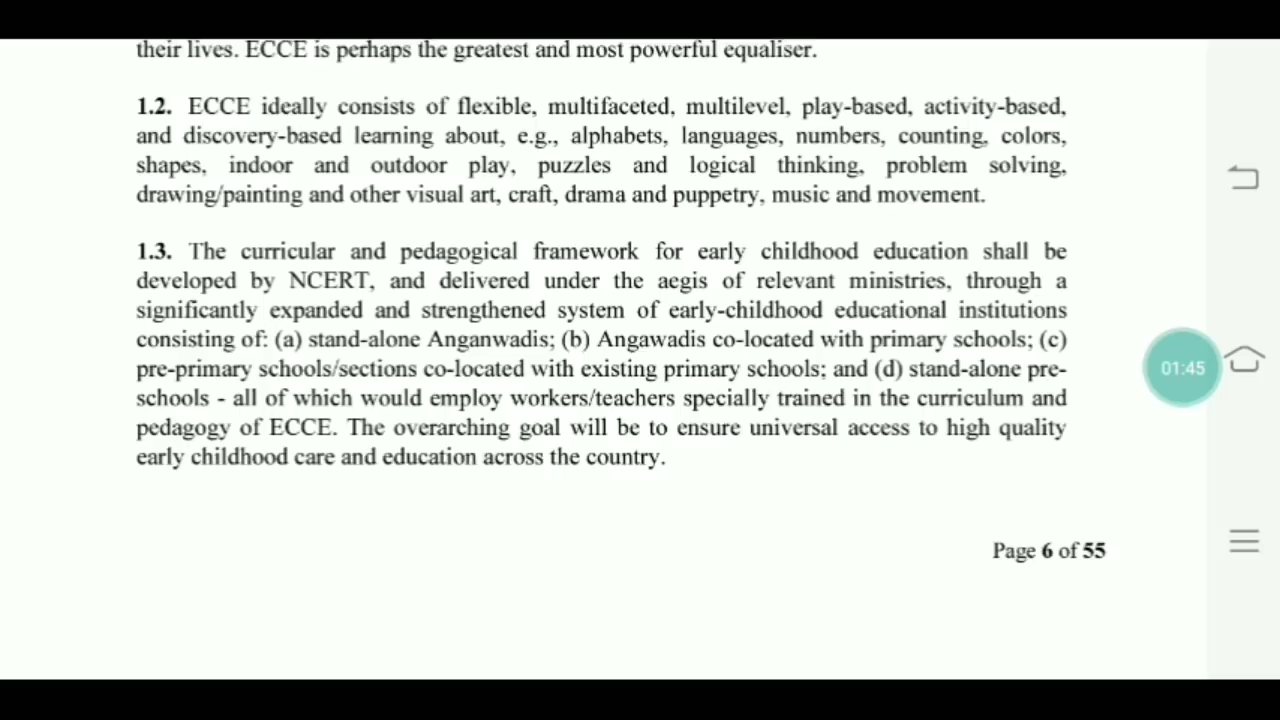 their lives. ECCE is perhaps the greatest and most powerful equaliser.
1.2. ECCE ideally consists of flexible, multifaceted, multilevel, play-based, activity-based,
and discovery-based learning about, e.g., alphabets, languages, numbers, counting, colors,
shapes, indoor and outdoor play, puzzles and logical thinking, problem solving,
drawing/painting and other visual art, craft, drama and puppetry, music and movement.
1.3. The curricular and pedagogical framework for early childhood education shall be
developed by NCERT, and delivered under the aegis of relevant ministries, through a
significantly expanded and strengthened system of early-childhood educational institutions
consisting of: (a) stand-alone Anganwadis; (b) Angawadis co-located with primary schools; (c)
pre-primary schools/sections co-located with existing primary schools; and (d) stand-alone pre-
schools - all of which would employ workers/teachers specially trained in the curriculum and
pedagogy of ECCE. The overarching goal will be to ensure universal access to high quality
early childhood care and education across the country.
01:45
Page 6 of 55